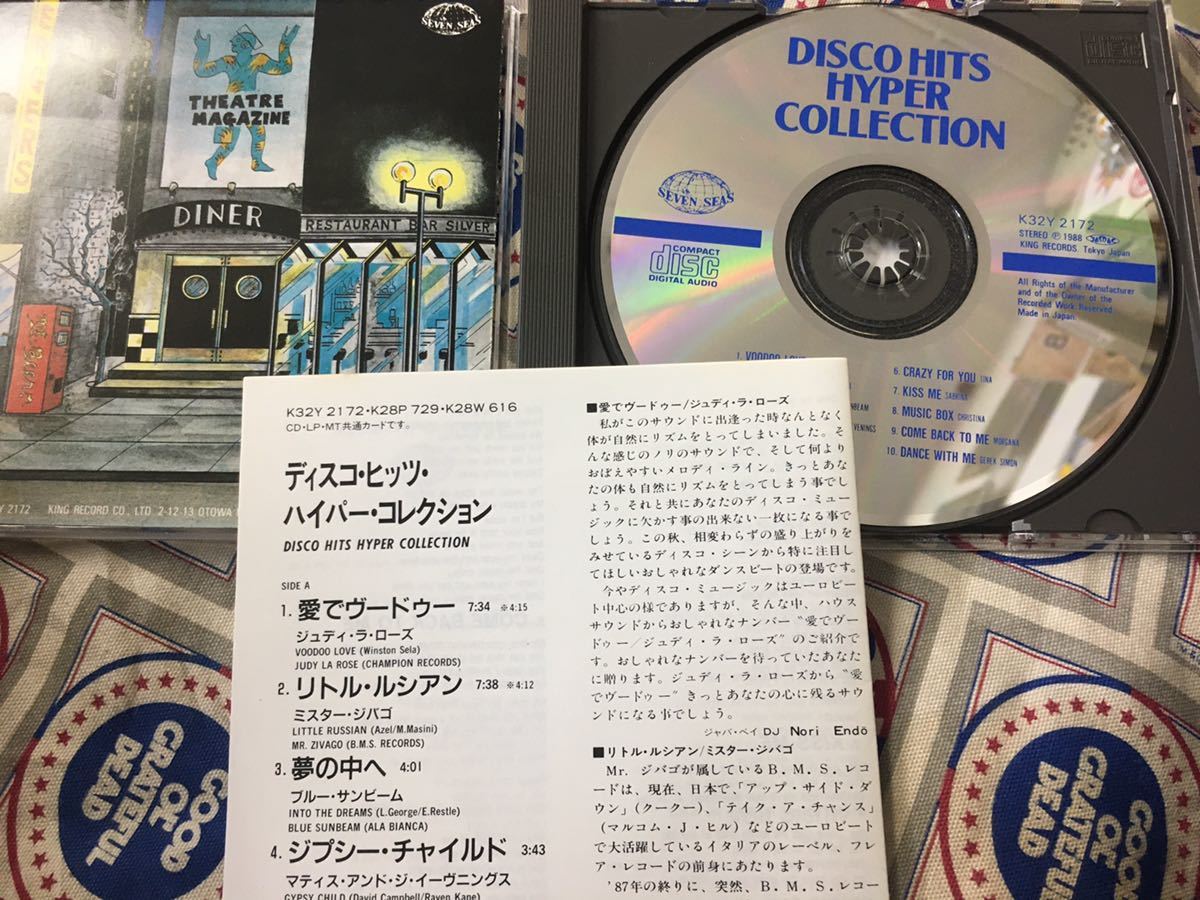 SEVEN SEAS
THEATRE
MAGAZINE
DINER
RESTAURANT BAR SILVER
Y 2172
KING RECORD CO., LTD. 2-12-13 OTOWA
DISCO HITS
HYPER
COLLECTION
SEVEN SEAS
COMPACT
disc
DIGITAL AUDIO
K32Y 2172
STEREO Ⓟ 1988 JASRAC
KING RECORDS. Tokyo Japan
All Rights of the Manufacturer
and of the Owner of the
Recorded Work Reserved
Made in Japan.
1. VOODOO LOVE
6. CRAZY FOR YOU TINA
7. KISS ME SABRINA
8. MUSIC BOX CHRISTINA
9. COME BACK TO ME MORGANA
10. DANCE WITH ME DEREK SIMON
K32Y 2172・K28P 729・K28W 616
CD・LP・MT共通カードです。
ディスコ・ヒッツ・
ハイパー・コレクション
DISCO HITS HYPER COLLECTION
SIDE A
1. 愛でヴードゥー 7:34 ※4:15
ジュディ・ラ・ローズ
VOODOO LOVE (Winston Sela)
JUDY LA ROSE (CHAMPION RECORDS)
2. リトル・ルシアン 7:38 ※4:12
ミスター・ジバゴ
LITTLE RUSSIAN (Azel/M.Masini)
MR. ZIVAGO (B.M.S. RECORDS)
3. 夢の中へ 4:01
ブルー・サンビーム
INTO THE DREAMS (L.George/E.Restle)
BLUE SUNBEAM (ALA BIANCA)
4. ジプシー・チャイルド 3:43
マティス・アンド・ジ・イーヴニングス
GYPSY CHILD (David Campbell/Raven Kane)
■愛でヴードゥー/ジュディ・ラ・ローズ
私がこのサウンドに出逢った時なんとなく
体が自然にリズムをとってしまいました。そ
んな感じのノリのサウンドで、そして何より
おぼえやすいメロディ・ライン。きっとあな
たの体も自然にリズムをとってしまう事でし
ょう。それと共にあなたのディスコ・ミュー
ジックに欠かす事の出来ない一枚になる事で
しょう。この秋、相変わらずの盛り上がりを
みせているディスコ・シーンから特に注目し
てほしいおしゃれなダンスビートの登場です。
今やディスコ・ミュージックはユーロビー
ト中心の様でありますが、そんな中、ハウス
サウンドからおしゃれなナンバー“愛でヴー
ドゥー/ジュディ・ラ・ローズ”のご紹介で
す。おしゃれなナンバーを待っていたあなた
に贈ります。ジュディ・ラ・ローズから“愛
でヴードゥー”きっとあなたの心に残るサウ
ンドになる事でしょう。
ジャバ・ベイ DJ Nori Endō
■リトル・ルシアン/ミスター・ジバゴ
Mr. ジバゴが属しているB.M.S.レコ
ードは、現在、日本で、「アップ・サイド・ダ
ウン」(クークー)、「テイク・ア・チャンス」
(マルコム・J・ヒル)などのユーロビート
で大活躍しているイタリアのレーベル、フレ
ア・レコードの前身にあたります。
'87年の終りに、突然、B.M.S.レコー
GOOD
OL'
GRATEFUL
DEAD
GOOD
OL'
GRATEFUL
DEAD